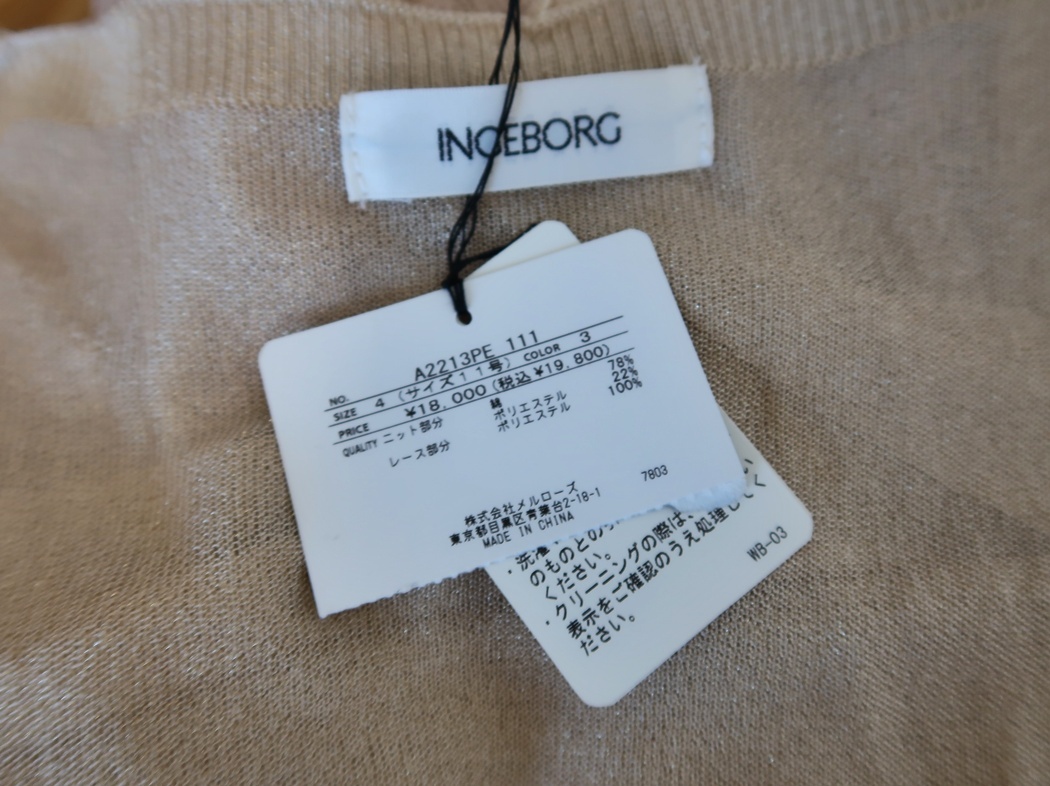 INGEBORG
NO. A2213PE 111
SIZE 4 (サイズ11号) COLOR 3
PRICE ¥18,000 (税込¥19,800)
QUALITY ニット部分 綿 78%
ポリエステル 22%
レース部分 ポリエステル 100%
7803
株式会社メルローズ
東京都目黒区青葉台2-18-1
MADE IN CHINA
・洗濯
のものとの
ください。
・クリーニングの際は、
表示をご確認のうえ処理して
ださい。
WB-03